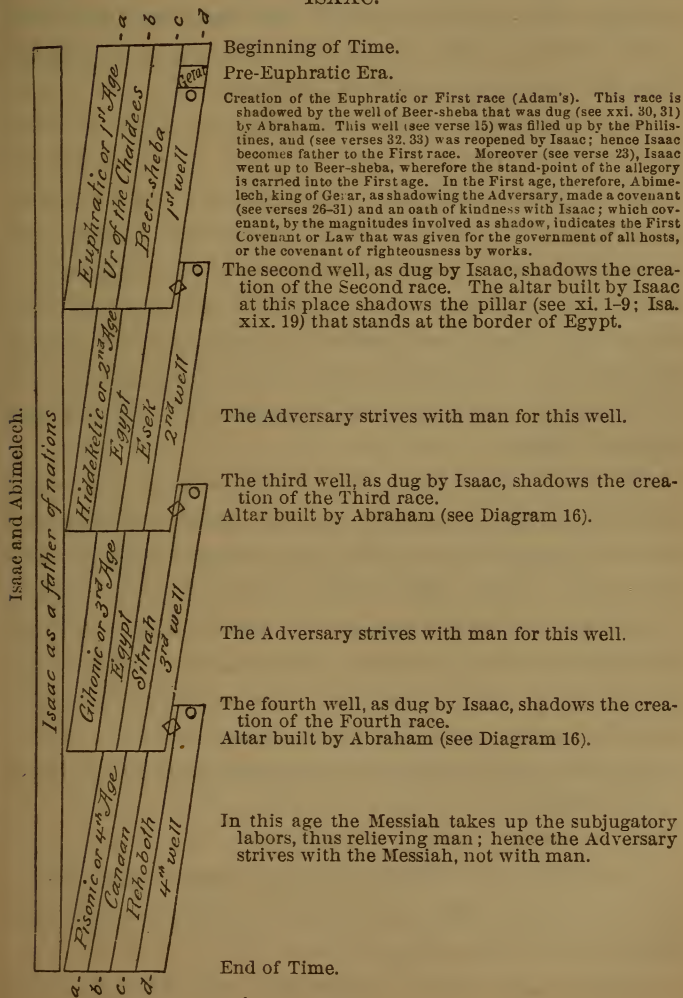 ISAAC.
a
b
c
d
Isaac and Abimelech.
Isaac as a father of nations
Euphratic or 1st Age
Ur of the Chaldees
Beer-sheba
1st well
Gerar
Hiddekelic or 2nd Age
Egypt
Esek
2nd well
Gihonic or 3rd Age
Egypt
Sitnah
3rd well
Pisonic or 4th Age
Canaan
Rehoboth
4th well
a
b
c.
d
Beginning of Time.
Pre-Euphratic Era.
Creation of the Euphratic or First race (Adam's). This race is
shadowed by the well of Beer-sheba that was dug (see xxi. 30, 31)
by Abraham. This well (see verse 15) was filled up by the Philis-
tines, and (see verses 32, 33) was reopened by Isaac; hence Isaac
becomes father to the First race. Moreover (see verse 23), Isaac
went up to Beer-sheba, wherefore the stand-point of the allegory
is carried into the First age. In the First age, therefore, Abime-
lech, king of Gerar, as shadowing the Adversary, made a covenant
(see verses 26–31) and an oath of kindness with Isaac; which cov-
enant, by the magnitudes involved as shadow, indicates the First
Covenant or Law that was given for the government of all hosts,
or the covenant of righteousness by works.
The second well, as dug by Isaac, shadows the crea-
tion of the Second race. The altar built by Isaac
at this place shadows the pillar (see xi. 1–9; Isa.
xix. 19) that stands at the border of Egypt.
The Adversary strives with man for this well.
The third well, as dug by Isaac, shadows the crea-
tion of the Third race.
Altar built by Abraham (see Diagram 16).
The Adversary strives with man for this well.
The fourth well, as dug by Isaac, shadows the crea-
tion of the Fourth race.
Altar built by Abraham (see Diagram 16).
In this age the Messiah takes up the subjugatory
labors, thus relieving man; hence the Adversary
strives with the Messiah, not with man.
End of Time.